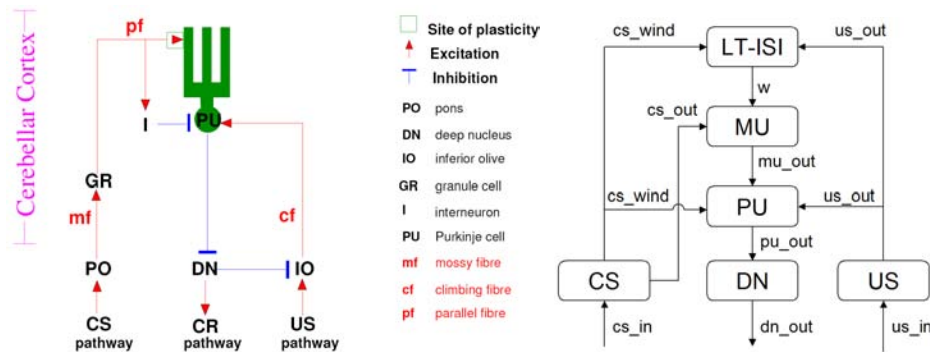 Cerebellar Cortex
pf
PU
I
GR
mf
cf
PO
DN
IO
CS
pathway
CR
pathway
US
pathway
Site of plasticity
Excitation
Inhibition
PO pons
DN deep nucleus
IO inferior olive
GR granule cell
I interneuron
PU Purkinje cell
mf mossy fibre
cf climbing fibre
pf parallel fibre
cs_wind
LT-ISI
us_out
w
cs_out
MU
mu_out
cs_wind
PU
us_out
pu_out
CS
DN
US
cs_in
dn_out
us_in